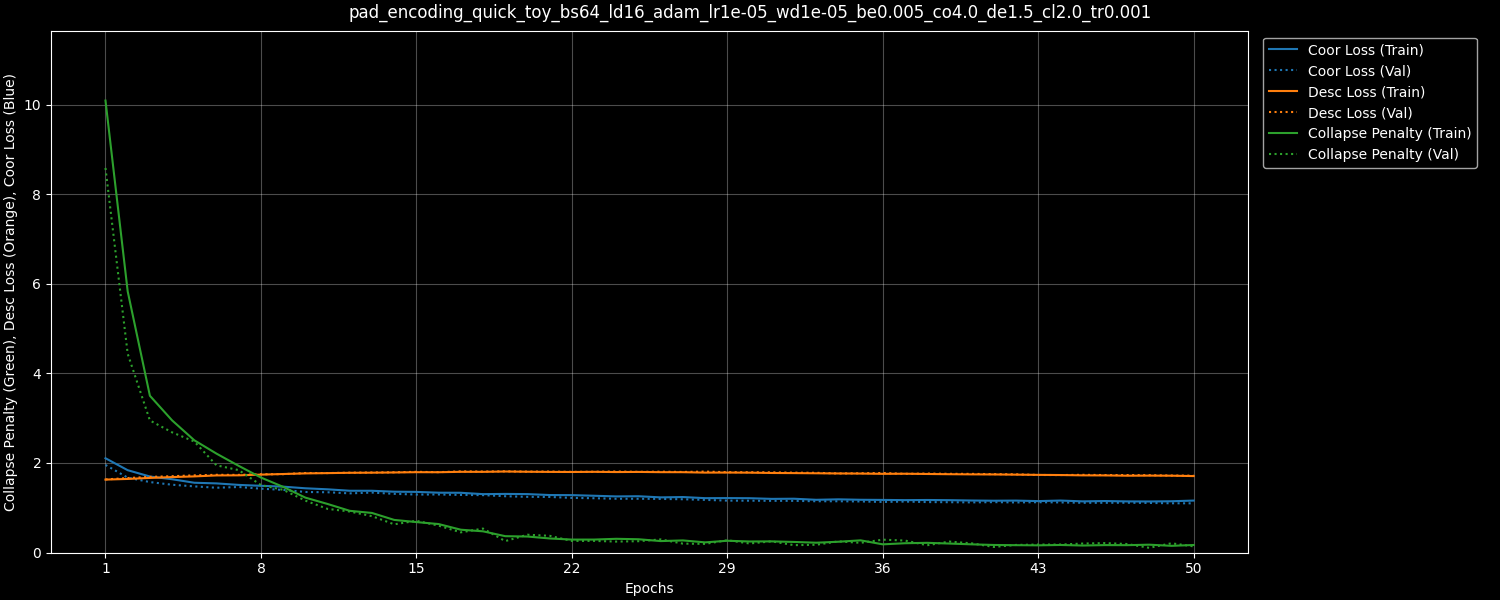 pad_encoding_quick_toy_bs64_ld16_adam_lr1e-05_wd1e-05_be0.005_co4.0_de1.5_cl2.0_tr0.001
Collapse Penalty (Green), Desc Loss (Orange), Coor Loss (Blue)
10
8
6
4
2
0
1 8 15 22 29 36 43 50
Epochs
Coor Loss (Train)
Coor Loss (Val)
Desc Loss (Train)
Desc Loss (Val)
Collapse Penalty (Train)
Collapse Penalty (Val)